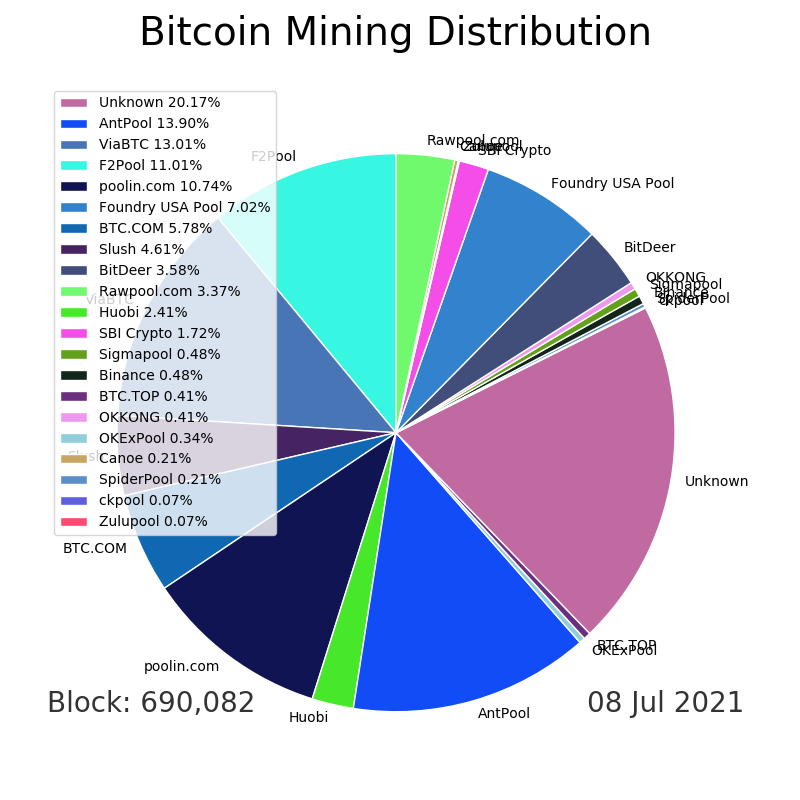 Bitcoin Mining Distribution
Unknown 20.17%
AntPool 13.90%
ViaBTC 13.01%
F2Pool 11.01%
poolin.com 10.74%
Foundry USA Pool 7.02%
BTC.COM 5.78%
Slush 4.61%
BitDeer 3.58%
Rawpool.com 3.37%
Huobi 2.41%
SBI Crypto 1.72%
Sigmapool 0.48%
Binance 0.48%
BTC.TOP 0.41%
OKKONG 0.41%
OKExPool 0.34%
Canoe 0.21%
SpiderPool 0.21%
ckpool 0.07%
Zulupool 0.07%
Rawpool.com
Canoe
Zulupool
SBI Crypto
F2Pool
Foundry USA Pool
BitDeer
OKKONG
Sigmapool
Binance
SpiderPool
ckpool
ViaBTC
Slush
Unknown
BTC.COM
BTC.TOP
OKExPool
poolin.com
AntPool
Huobi
Block: 690,082
08 Jul 2021